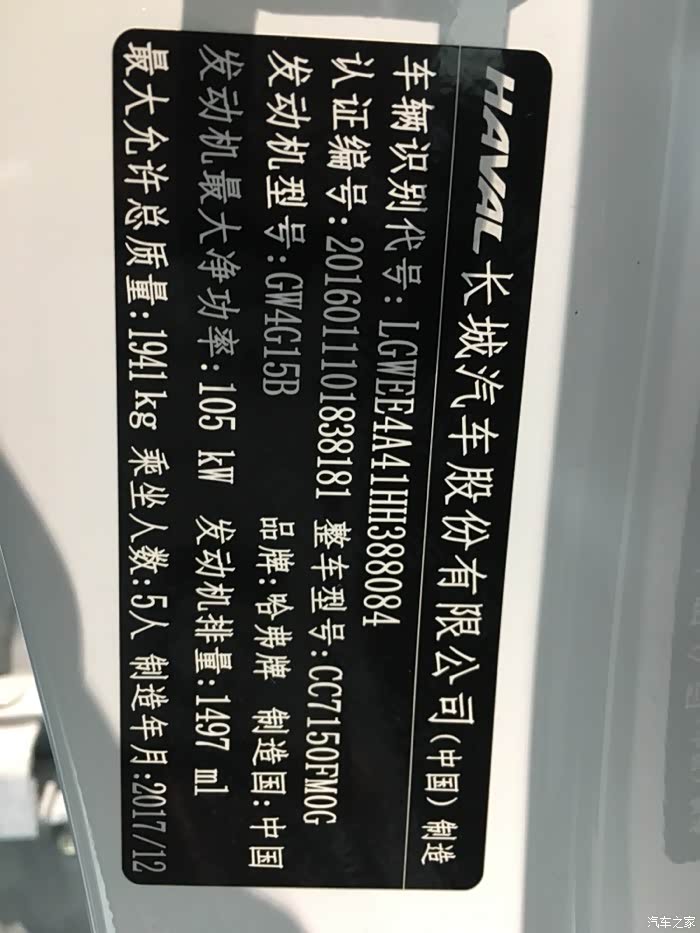 HAVAL 长城汽车股份有限公司(中国)制造
车辆识别代号:LGWEE4A41HH388084
认证编号:2016011101838181 整车型号:CC7150FM0G
发动机型号:GW4G15B 品牌:哈弗牌 制造国:中国
发动机最大净功率:105 kW 发动机排量:1497 ml
最大允许总质量:1941kg 乘坐人数:5人 制造年月:2017/12
汽车之家